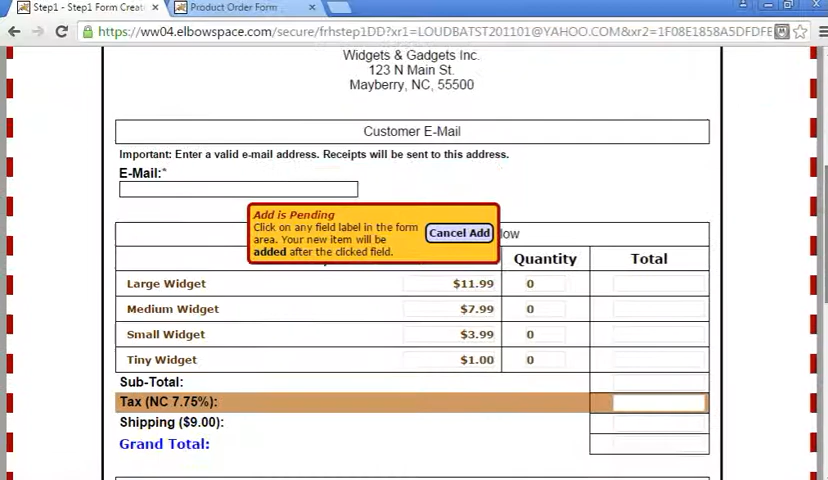 Step1 - Step1 Form Creat
Product Order Form
https://ww04.elbowspace.com/secure/frhstep1DD?xr1=LOUDBATST201101@YAHOO.COM&xr2=1F08E1858A5DFDFE
Widgets & Gadgets Inc.
123 N Main St.
Mayberry, NC, 55500
Customer E-Mail
Important: Enter a valid e-mail address. Receipts will be sent to this address.
E-Mail:*
Add is Pending
Click on any field label in the form
area. Your new item will be
added after the clicked field.
Cancel Add
low
Quantity Total
Large Widget $11.99 0
Medium Widget $7.99 0
Small Widget $3.99 0
Tiny Widget $1.00 0
Sub-Total:
Tax (NC 7.75%):
Shipping ($9.00):
Grand Total: